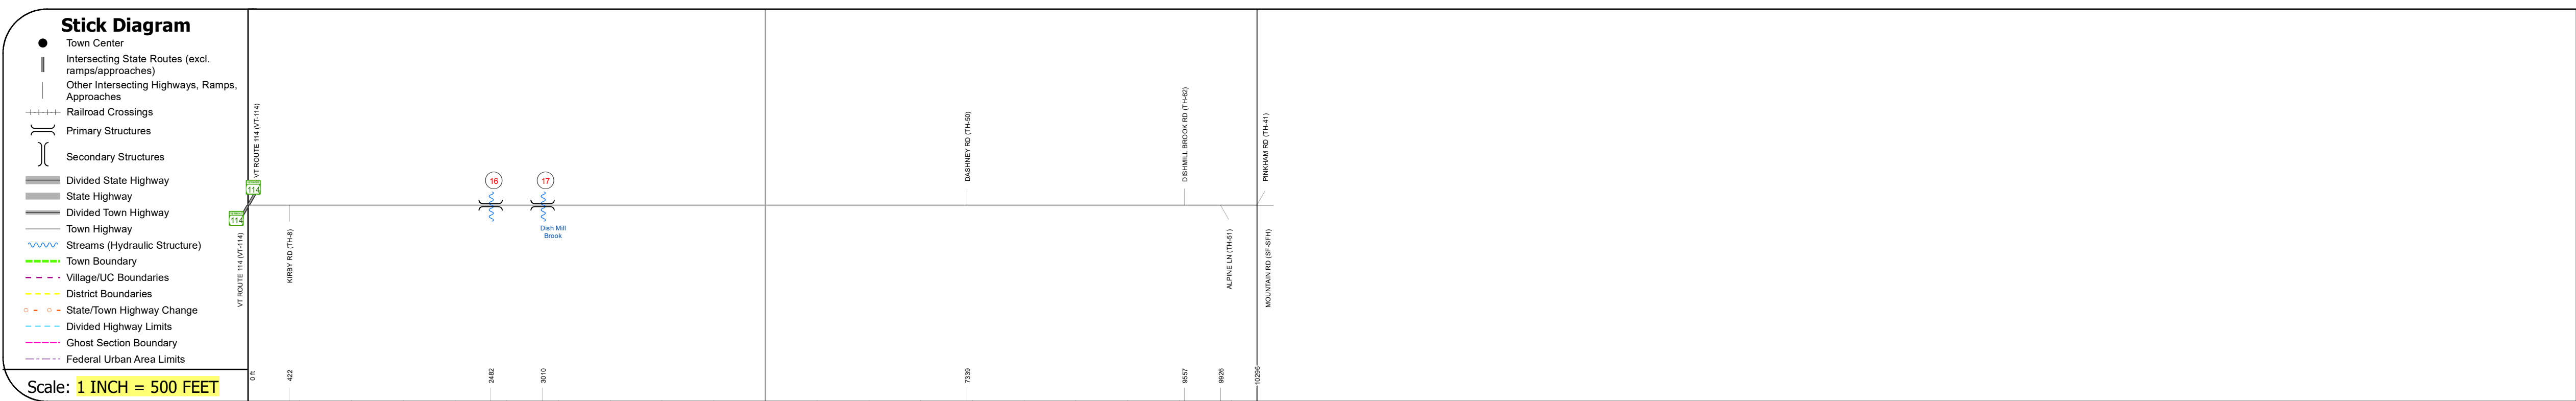 Stick Diagram
Town Center
Intersecting State Routes (excl.
ramps/approaches)
Other Intersecting Highways, Ramps,
Approaches
Railroad Crossings
Primary Structures
Secondary Structures
Divided State Highway
State Highway
Divided Town Highway
Town Highway
Streams (Hydraulic Structure)
Town Boundary
Village/UC Boundaries
District Boundaries
State/Town Highway Change
Divided Highway Limits
Ghost Section Boundary
Federal Urban Area Limits
Scale: 1 INCH = 500 FEET
VT ROUTE 114 (VT-114)
114
114
VT ROUTE 114 (VT-114)
KIRBY RD (TH-8)
16
17
Dish Mill
Brook
DASHNEY RD (TH-50)
DISHMILL BROOK RD (TH-62)
ALPINE LN (TH-51)
PINKHAM RD (TH-41)
MOUNTAIN RD (SF-SFH)
0 ft
422
2482
3010
7339
9557
9926
10296